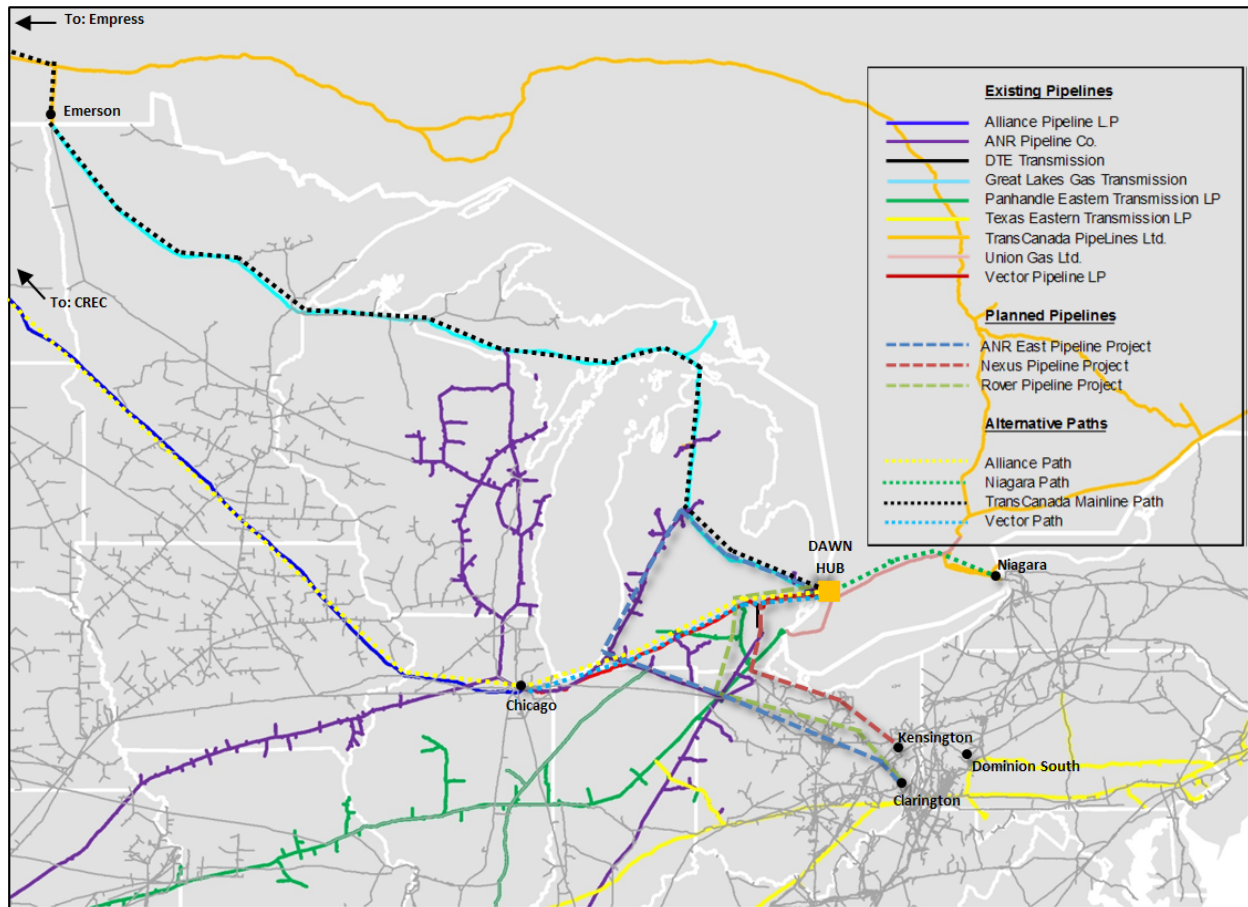 To: Empress
Emerson
To: CREC
Existing Pipelines
Alliance Pipeline L.P
ANR Pipeline Co.
DTE Transmission
Great Lakes Gas Transmission
Panhandle Eastern Transmission LP
Texas Eastern Transmission LP
TransCanada PipeLines Ltd.
Union Gas Ltd.
Vector Pipeline LP
Planned Pipelines
ANR East Pipeline Project
Nexus Pipeline Project
Rover Pipeline Project
Alternative Paths
Alliance Path
Niagara Path
TransCanada Mainline Path
Vector Path
DAWN
HUB
Niagara
Chicago
Kensington
Dominion South
Clarington